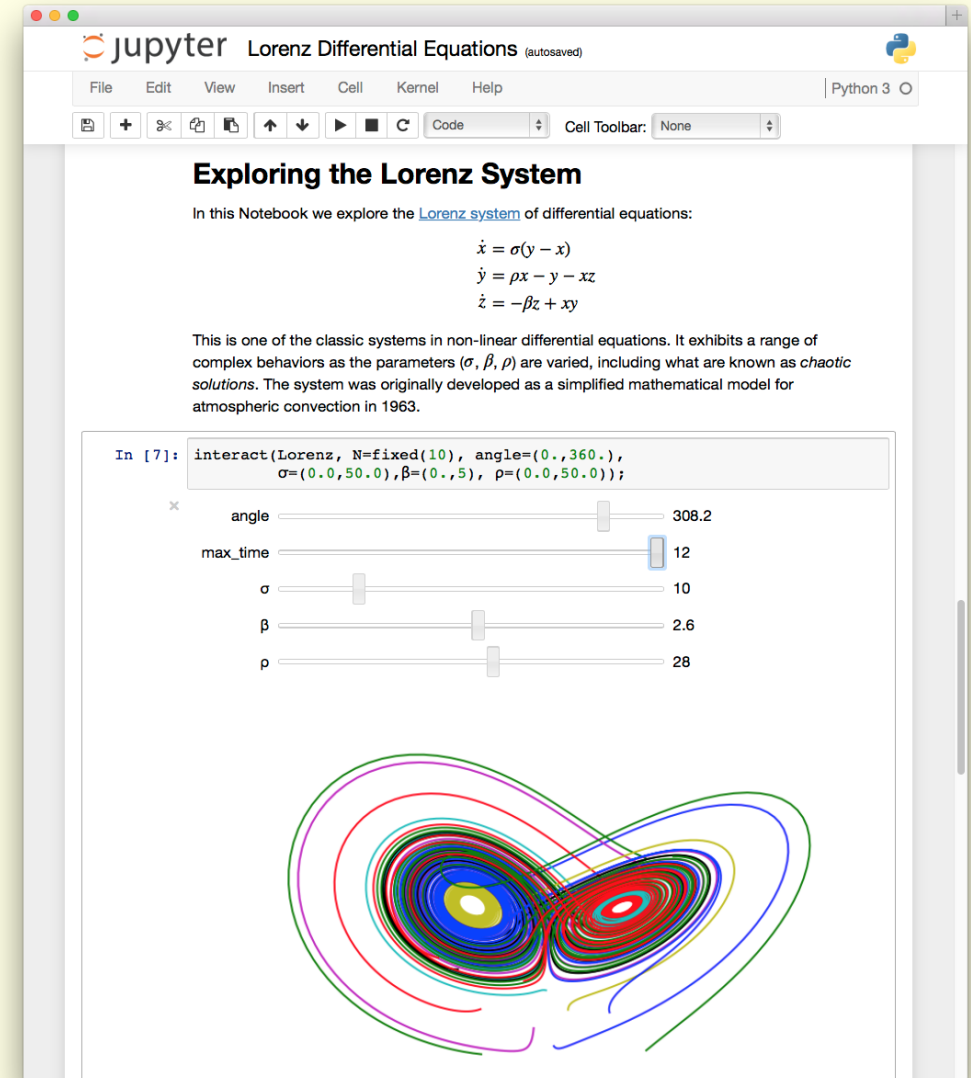 jupyter Lorenz Differential Equations (autosaved)
File Edit View Insert Cell Kernel Help Python 3
Code Cell Toolbar: None
Exploring the Lorenz System
In this Notebook we explore the Lorenz system of differential equations:
ẋ = σ(y − x)
ẏ = ρx − y − xz
ż = −βz + xy
This is one of the classic systems in non-linear differential equations. It exhibits a range of
complex behaviors as the parameters (σ, β, ρ) are varied, including what are known as chaotic
solutions. The system was originally developed as a simplified mathematical model for
atmospheric convection in 1963.
In [7]: interact(Lorenz, N=fixed(10), angle=(0.,360.),
σ=(0.0,50.0),β=(0.,5), ρ=(0.0,50.0));
angle 308.2
max_time 12
σ 10
β 2.6
ρ 28